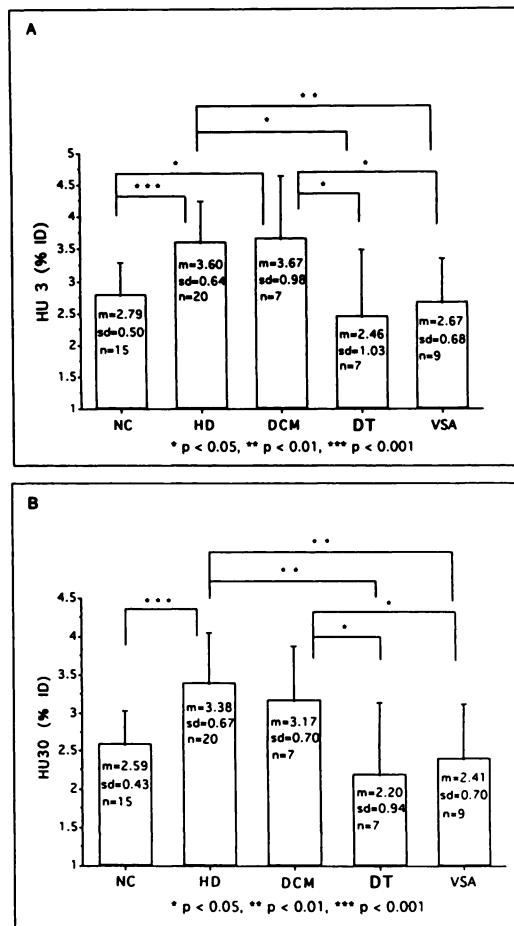 A
* *
*
* *
* * *
*
5
4.5
4
3.5
3
2.5
2
1.5
1
HU 3 (% ID)
m=2.79
sd=0.50
n=15
m=3.60
sd=0.64
n=20
m=3.67
sd=0.98
n=7
m=2.46
sd=1.03
n=7
m=2.67
sd=0.68
n=9
NC HD DCM DT VSA
* p < 0.05, ** p < 0.01, *** p < 0.001
B
* *
* *
* * * *
*
4.5
4
3.5
3
2.5
2
1.5
1
HU30 (% ID)
m=2.59
sd=0.43
n=15
m=3.38
sd=0.67
n=20
m=3.17
sd=0.70
n=7
m=2.20
sd=0.94
n=7
m=2.41
sd=0.70
n=9
NC HD DCM DT VSA
* p < 0.05, ** p < 0.01, *** p < 0.001